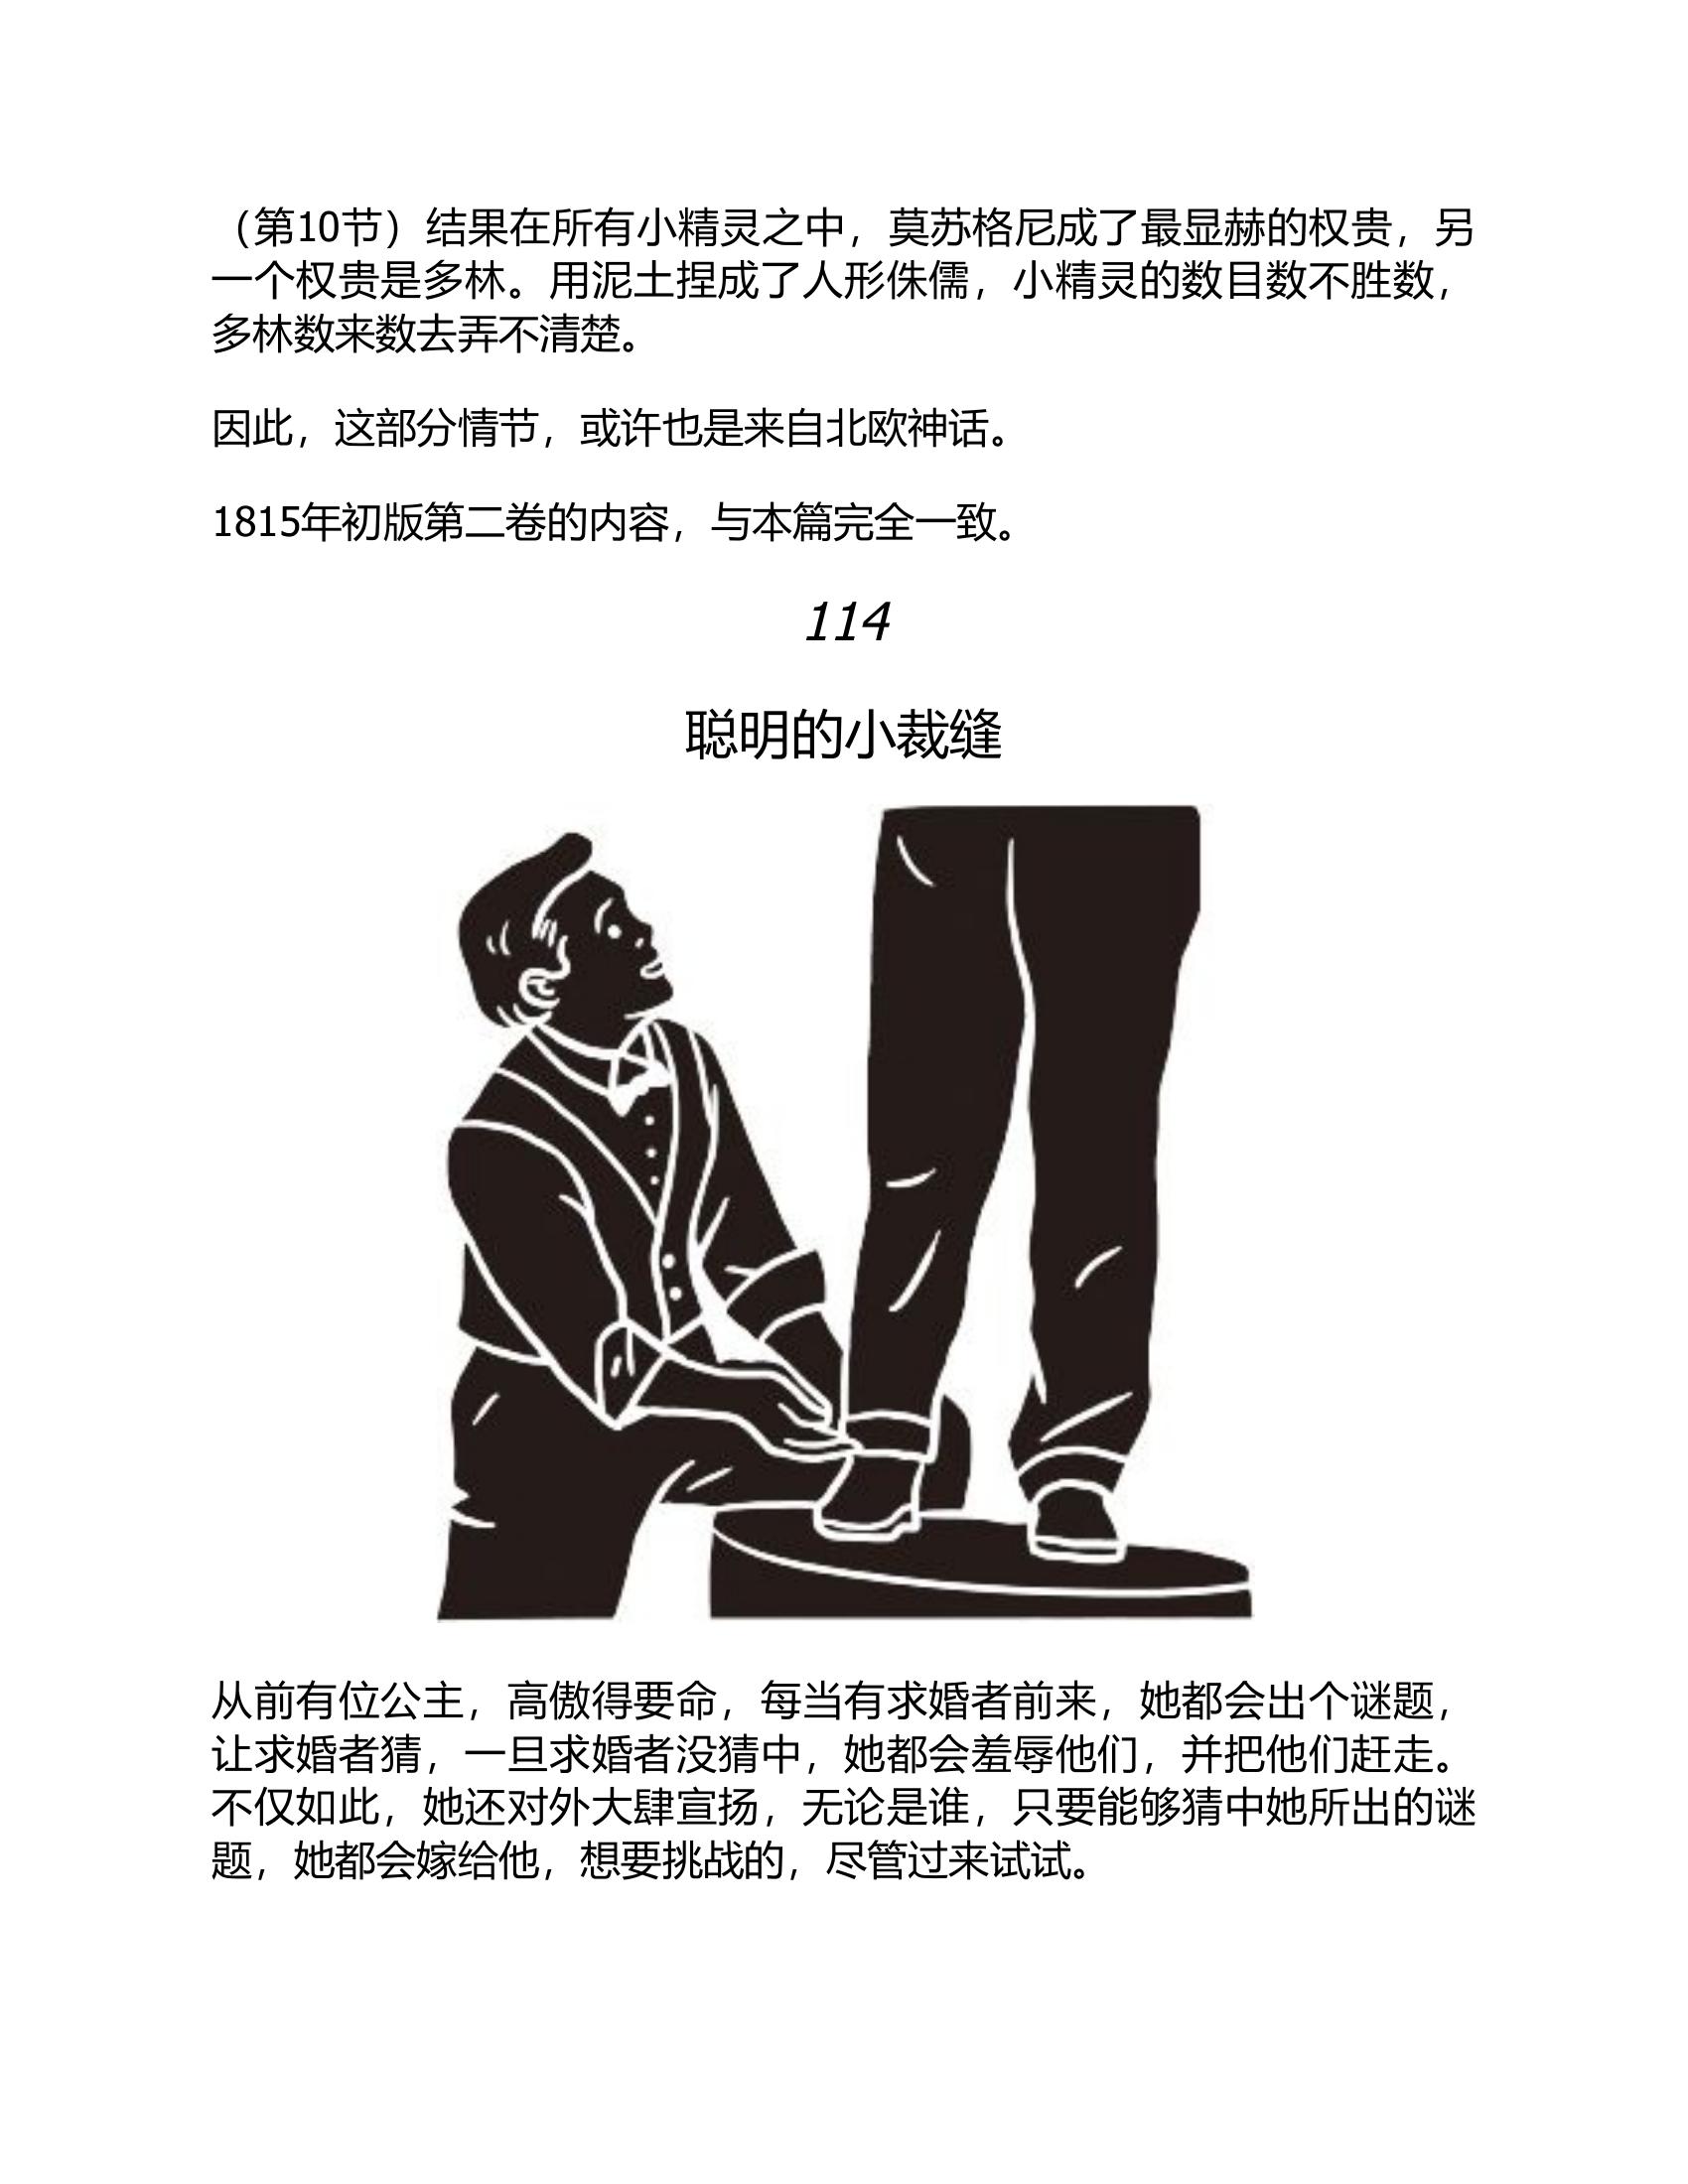 （第10节）结果在所有小精灵之中，莫苏格尼成了最显赫的权贵，另
一个权贵是多林。用泥土捏成了人形侏儒，小精灵的数目数不胜数，
多林数来数去弄不清楚。
因此，这部分情节，或许也是来自北欧神话。
1815年初版第二卷的内容，与本篇完全一致。
114
聪明的小裁缝
从前有位公主，高傲得要命，每当有求婚者前来，她都会出个谜题，
让求婚者猜，一旦求婚者没猜中，她都会羞辱他们，并把他们赶走。
不仅如此，她还对外大肆宣扬，无论是谁，只要能够猜中她所出的谜
题，她都会嫁给他，想要挑战的，尽管过来试试。